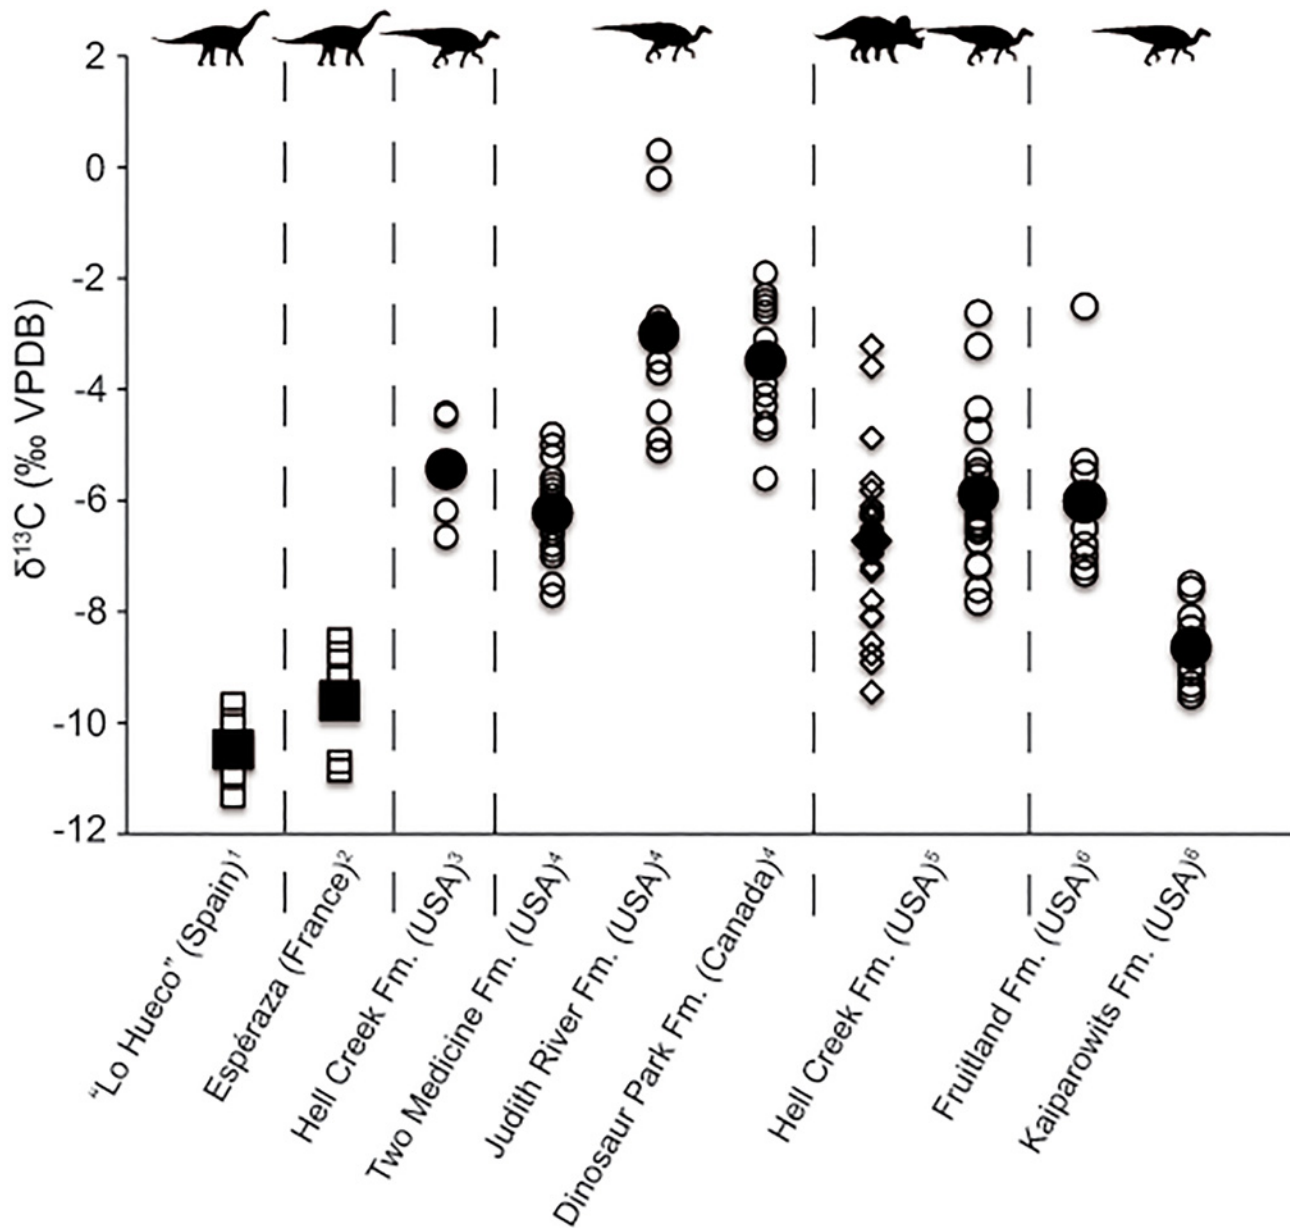 2
0
-2
-4
-6
-8
-10
-12
δ¹³C (‰ VPDB)
“Lo Hueco” (Spain)¹
Espéraza (France)²
Hell Creek Fm. (USA)³
Two Medicine Fm. (USA)⁴
Judith River Fm. (USA)⁴
Dinosaur Park Fm. (Canada)⁴
Hell Creek Fm. (USA)⁵
Fruitland Fm. (USA)⁶
Kaiparowits Fm. (USA)⁶